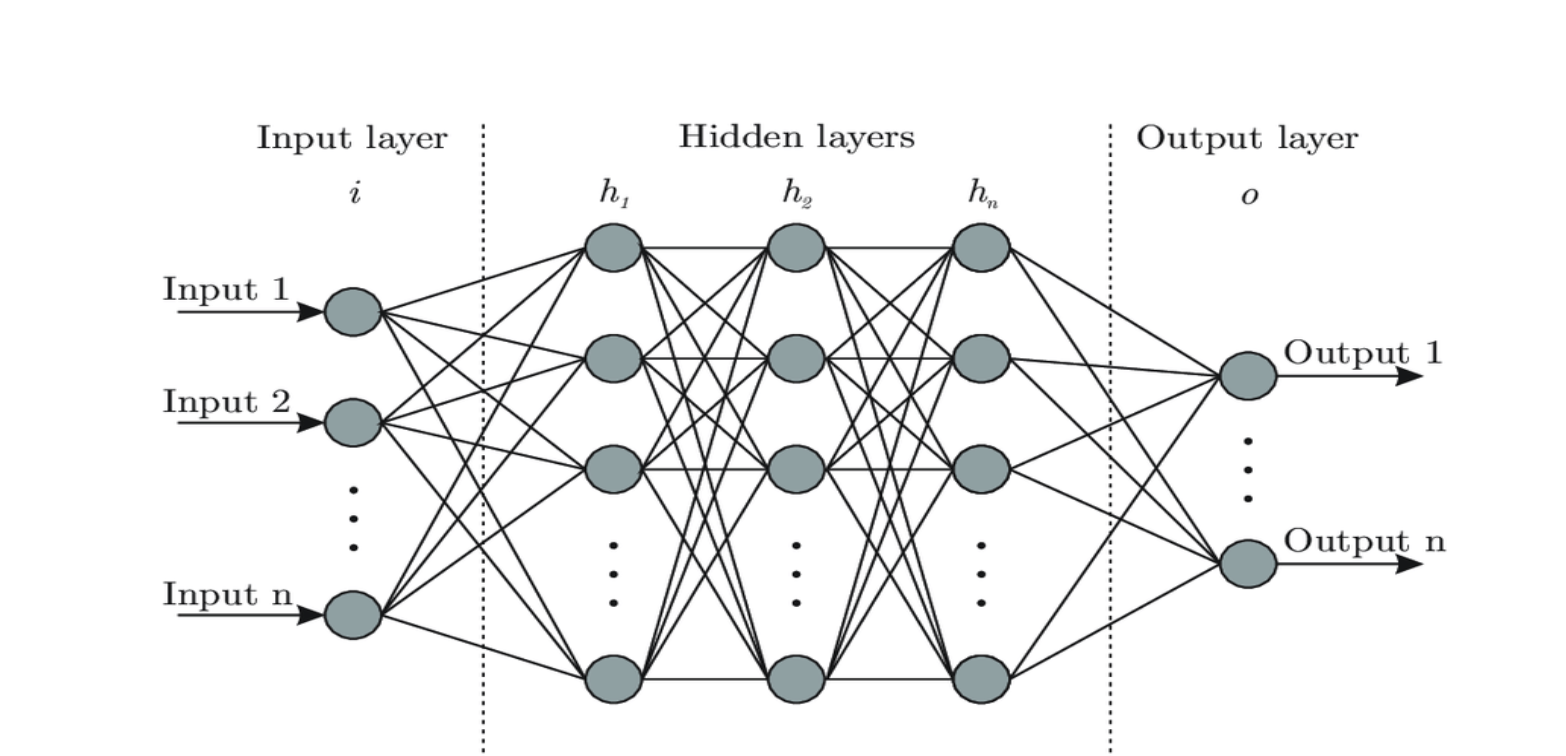 Input layer Hidden layers Output layer
i h₁ h₂ hₙ o
Input 1
Output 1
Input 2
Output n
Input n